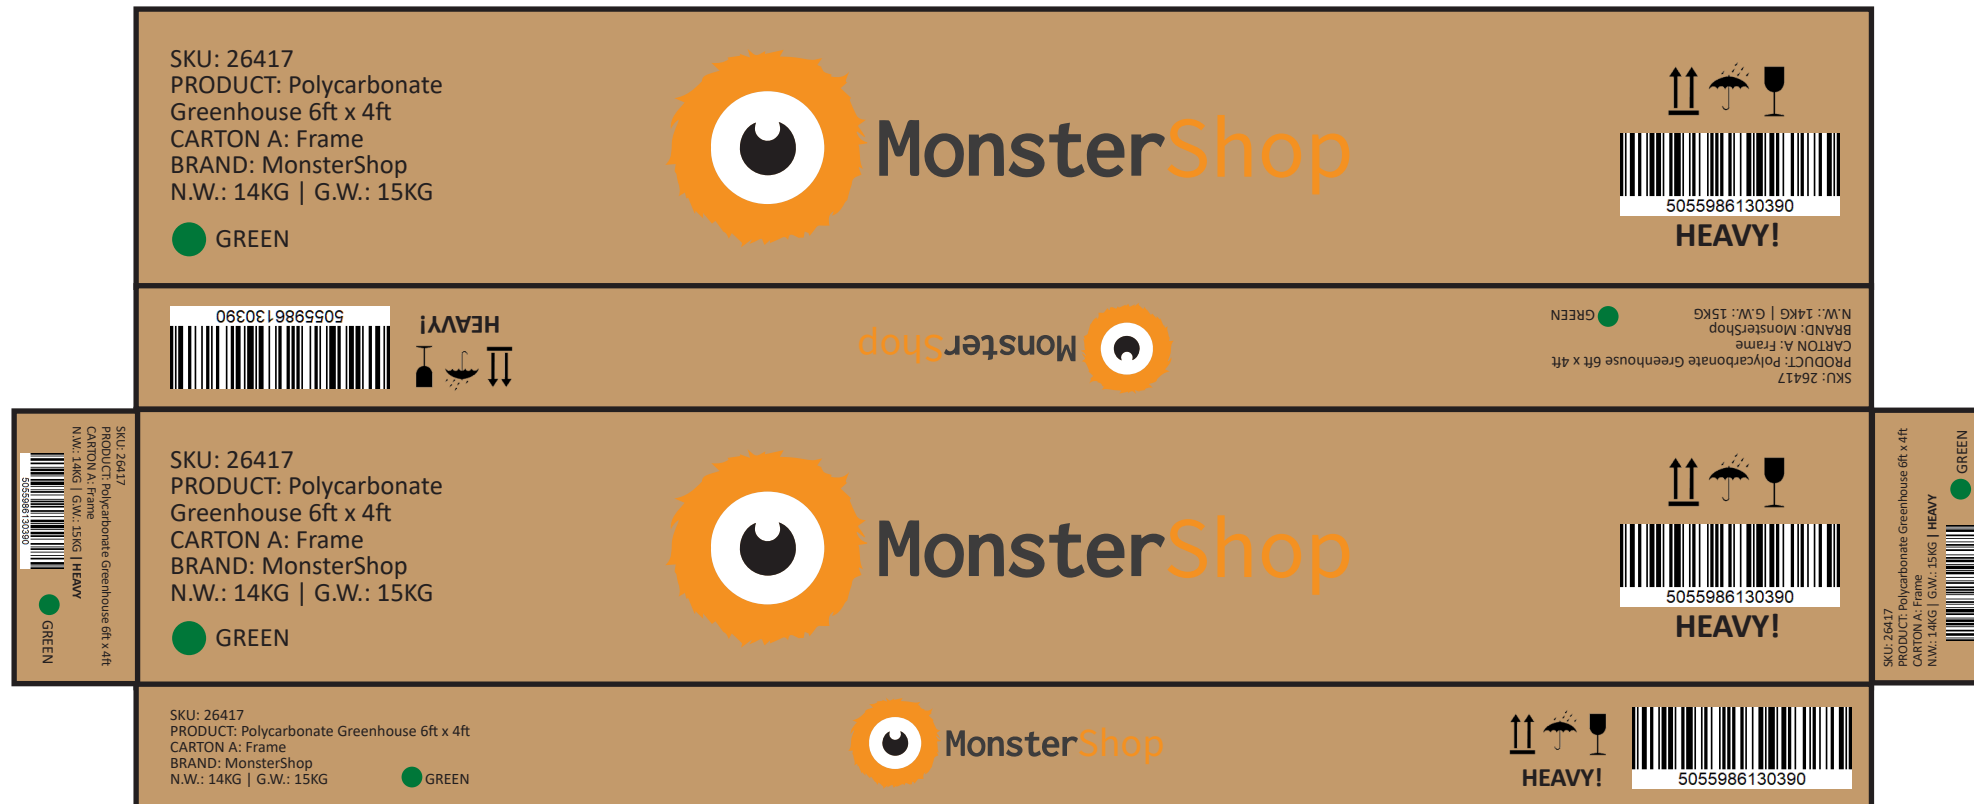 SKU: 26417
PRODUCT: Polycarbonate
Greenhouse 6ft x 4ft
CARTON A: Frame
BRAND: MonsterShop
N.W.: 14KG | G.W.: 15KG
GREEN
MonsterShop
5055986130390
HEAVY!
5055986130390
HEAVY!
MonsterShop
SKU: 26417
PRODUCT: Polycarbonate Greenhouse 6ft x 4ft
CARTON A: Frame
BRAND: MonsterShop
N.W.: 14KG | G.W.: 15KG
GREEN
SKU: 26417
PRODUCT: Polycarbonate Greenhouse 6ft x 4ft
CARTON A: Frame
N.W.: 14KG | G.W.: 15KG | HEAVY
5055986130390
GREEN
SKU: 26417
PRODUCT: Polycarbonate
Greenhouse 6ft x 4ft
CARTON A: Frame
BRAND: MonsterShop
N.W.: 14KG | G.W.: 15KG
GREEN
MonsterShop
5055986130390
HEAVY!
SKU: 26417
PRODUCT: Polycarbonate Greenhouse 6ft x 4ft
CARTON A: Frame
N.W.: 14KG | G.W.: 15KG | HEAVY
GREEN
SKU: 26417
PRODUCT: Polycarbonate Greenhouse 6ft x 4ft
CARTON A: Frame
BRAND: MonsterShop
N.W.: 14KG | G.W.: 15KG
GREEN
MonsterShop
HEAVY!
5055986130390